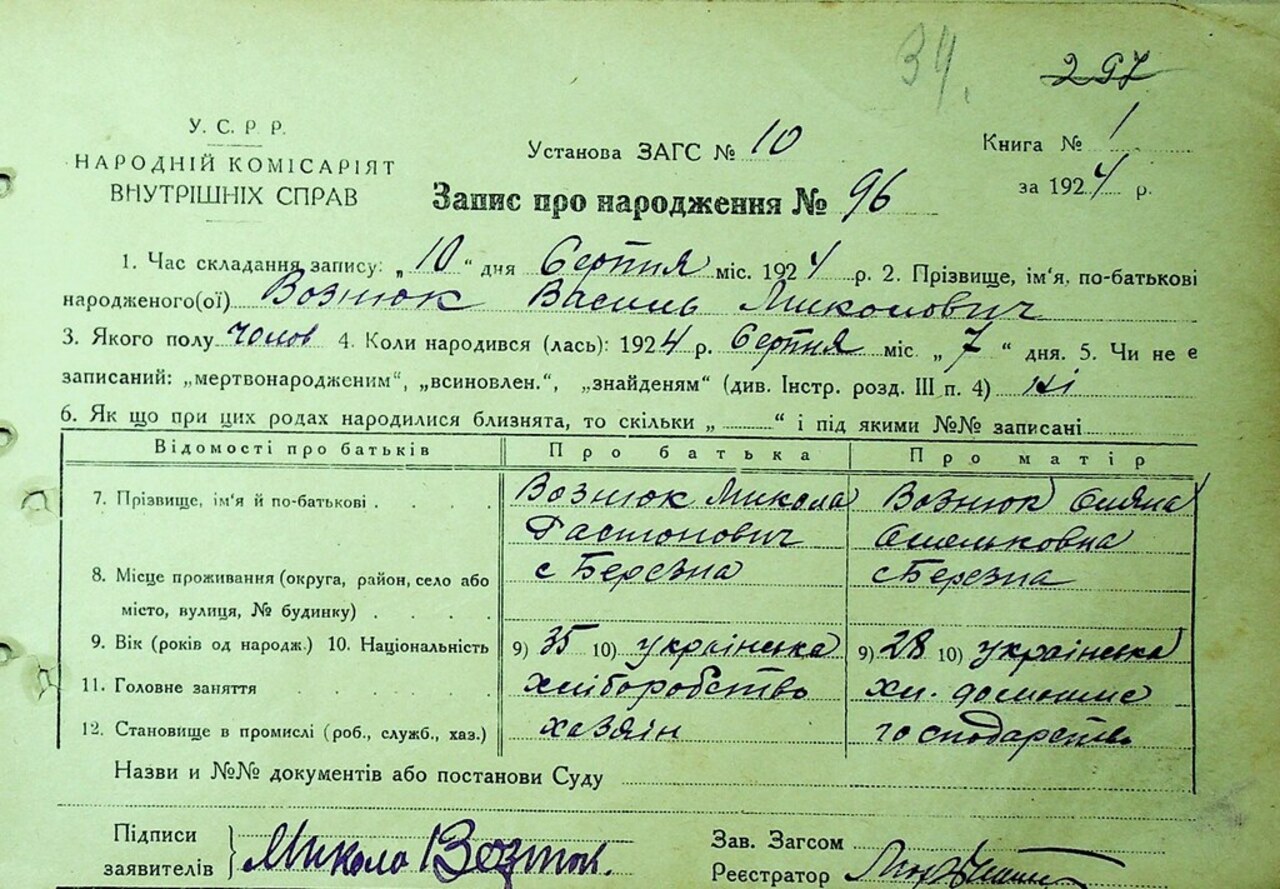 34.
297
У. С. Р. Р.
НАРОДНІЙ КОМІСАРІЯТ
ВНУТРІШНІХ СПРАВ
Установа ЗАГС № 10
Книга № 1
за 1924 р.
Запис про народження № 96
1. Час складання запису: „10“ дня Серпня міс. 1924 р. 2. Прізвище, ім'я, по-батькові
народженого(ої) Вознюк Василь Миколович
3. Якого полу чолов 4. Коли народився (лась): 1924 р. Серпня міс. „7“ дня. 5. Чи не е
записаний: „мертвонародженим“, „всиновлен.“, „знайденям“ (див. Інстр. розд. III п. 4) ні
6. Як що при цих родах народилися близнята, то скільки „ “ і під якими №№ записані
Відомості про батьків Про батька Про матір
7. Прізвище, ім'я й по-батькові Вознюк Микола Вознюк
8. Місце проживання (округа, район, село або с Березна с Березна
місто, вулиця, № будинку)
9. Вік (років од народж.) 10. Національність 9) 35 10) українська 9) 28 10) українська
11. Головне заняття хліборобство хл. домашнє
12. Становище в промислі (роб., служб., хаз.) хазяін господарство
Назви и №№ документів або постанови Суду
Підписи
заявителів Микола Вознюк.
Зав. Загсом
Реєстратор